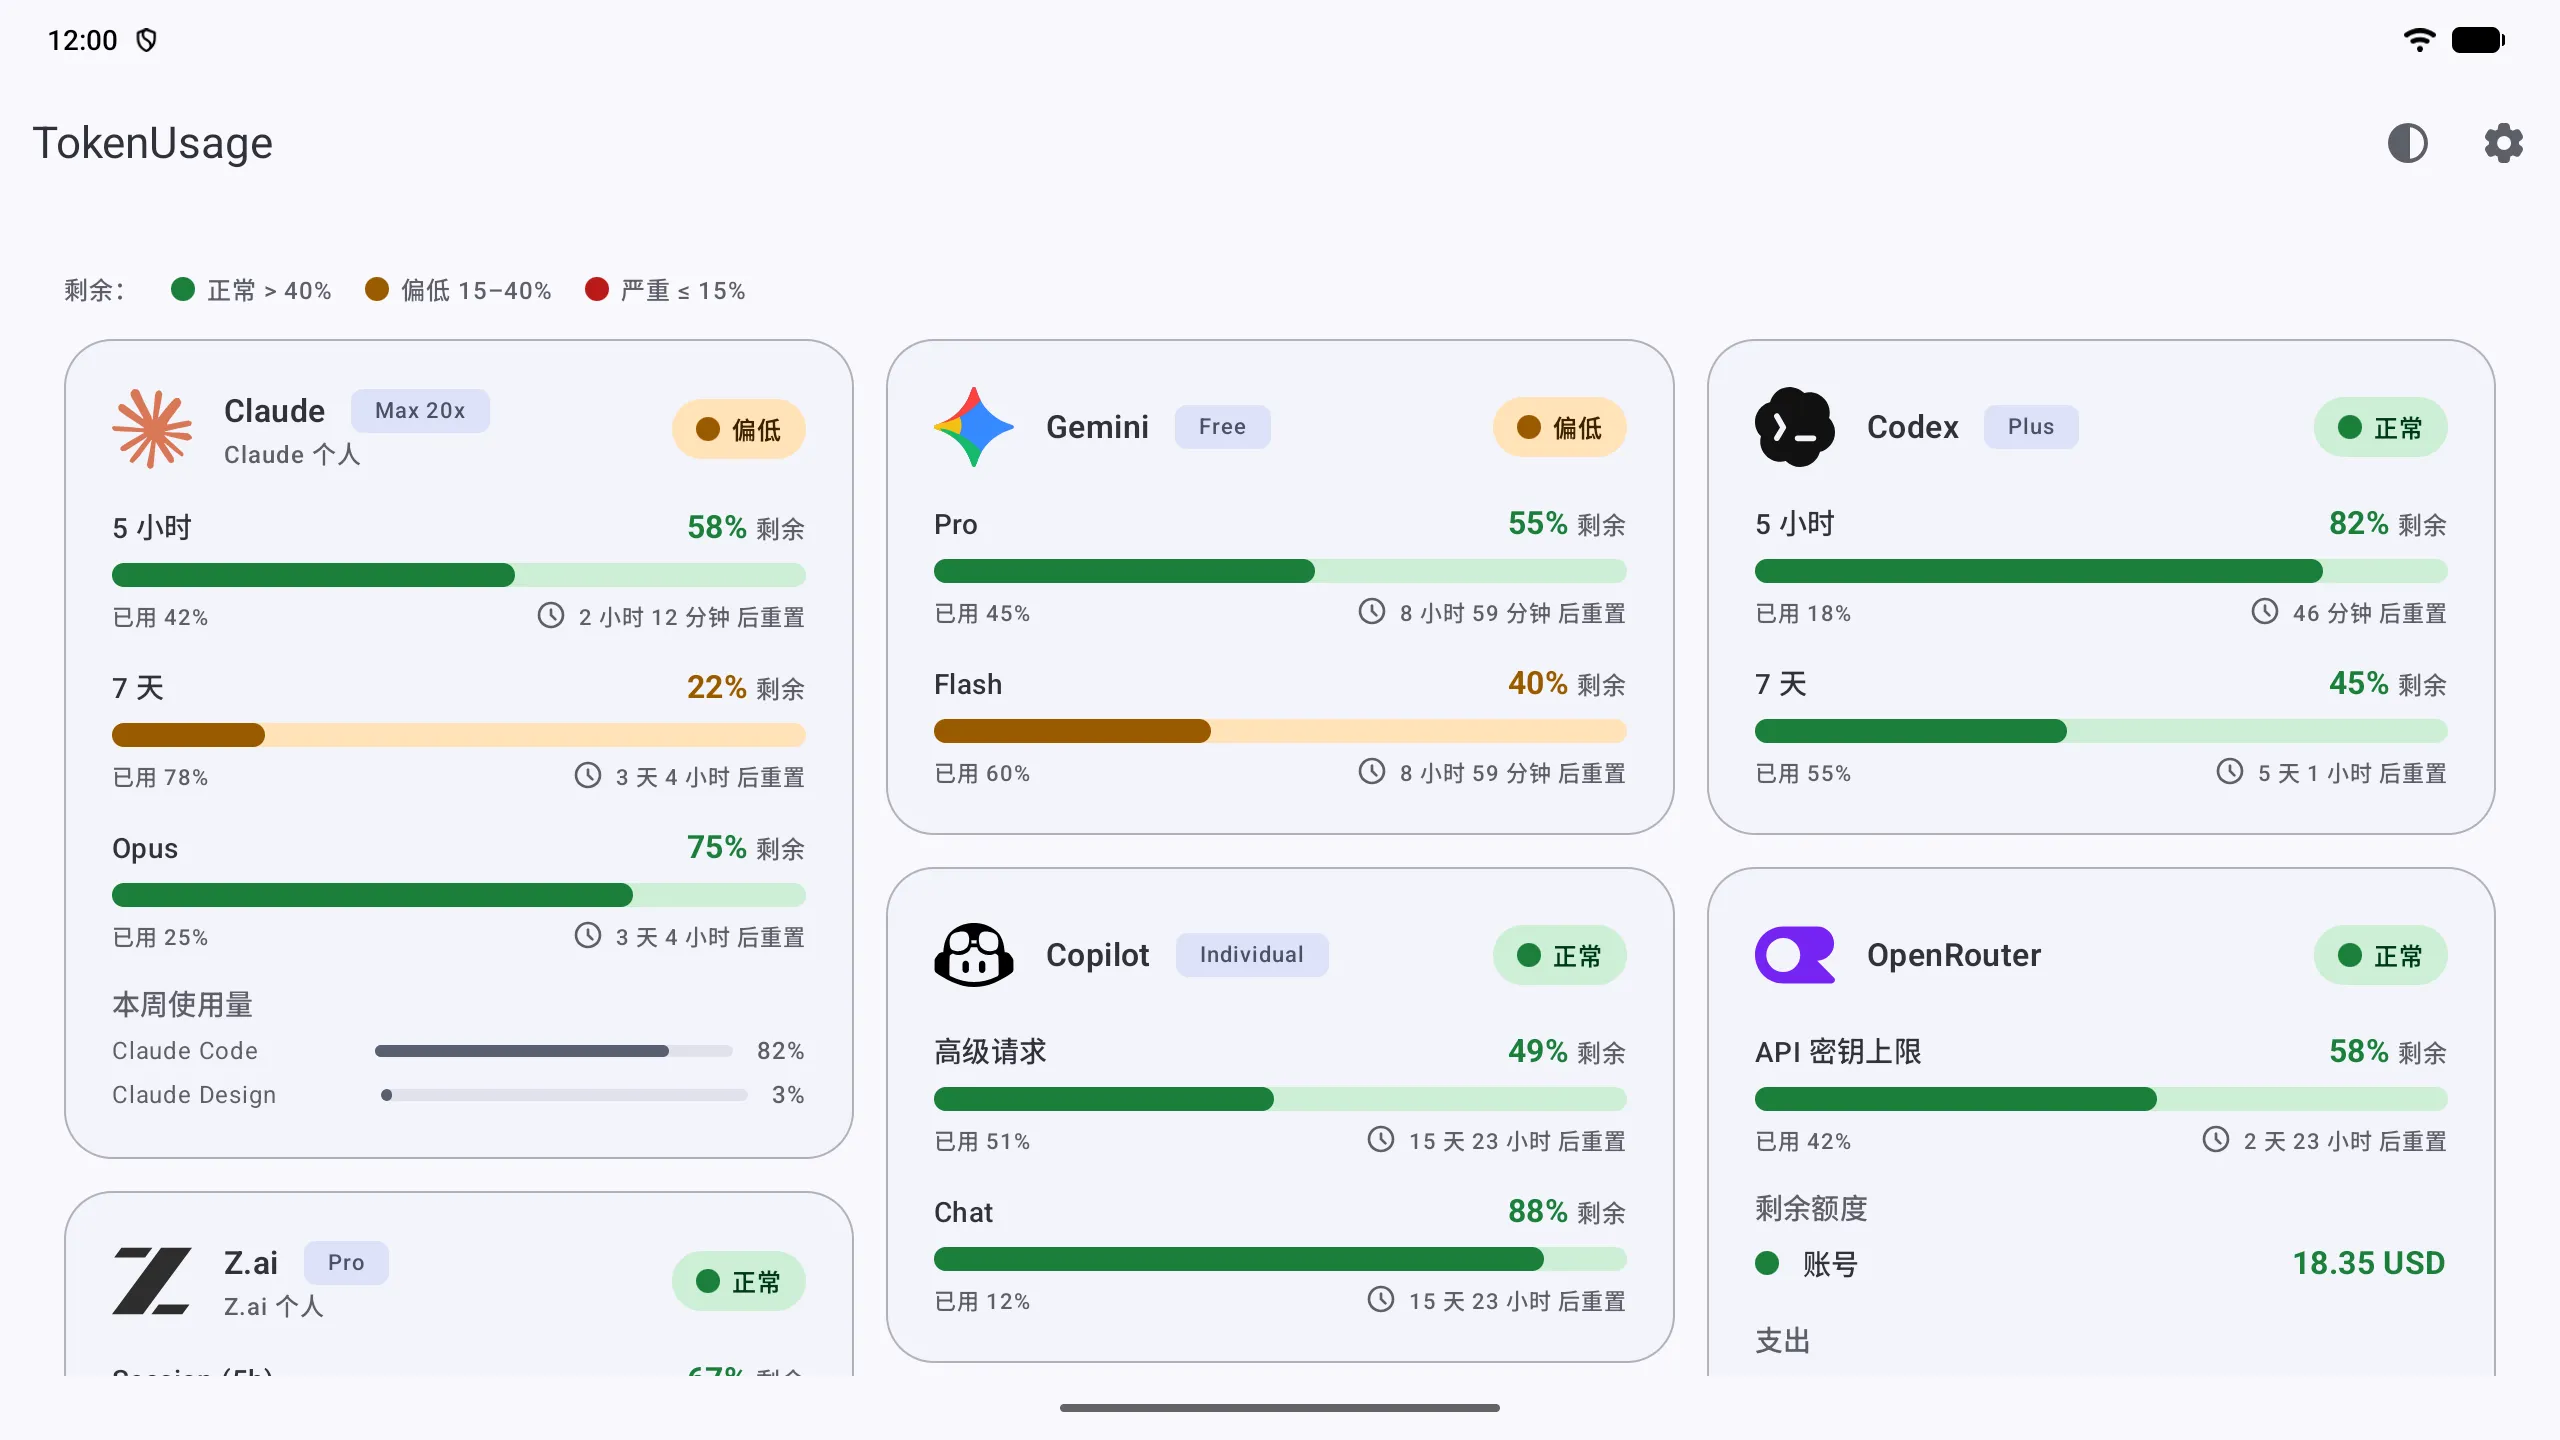 12:00
TokenUsage
剩余：  正常 > 40%  偏低 15–40%  严重 ≤ 15%
Claude  Max 20x  偏低
Claude 个人
5 小时  58% 剩余
已用 42%  2 小时 12 分钟 后重置
7 天  22% 剩余
已用 78%  3 天 4 小时 后重置
Opus  75% 剩余
已用 25%  3 天 4 小时 后重置
本周使用量
Claude Code  82%
Claude Design  3%
Z.ai  Pro  正常
Z.ai 个人
Session (5h)  67% 剩余
Gemini  Free  偏低
Pro  55% 剩余
已用 45%  8 小时 59 分钟 后重置
Flash  40% 剩余
已用 60%  8 小时 59 分钟 后重置
Copilot  Individual  正常
高级请求  49% 剩余
已用 51%  15 天 23 小时 后重置
Chat  88% 剩余
已用 12%  15 天 23 小时 后重置
Codex  Plus  正常
5 小时  82% 剩余
已用 18%  46 分钟 后重置
7 天  45% 剩余
已用 55%  5 天 1 小时 后重置
OpenRouter  正常
API 密钥上限  58% 剩余
已用 42%  2 天 23 小时 后重置
剩余额度
账号  18.35 USD
支出